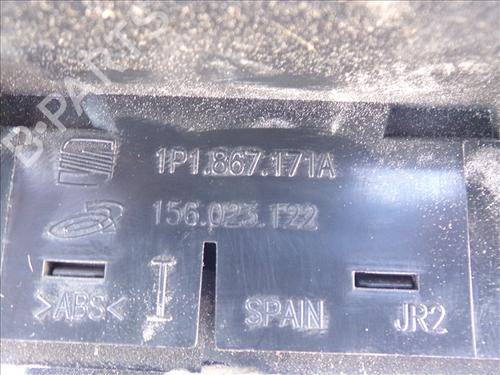 B-PARTS
1P1.867.171A
156.023.T22
>ABS<
I
SPAIN
JR2